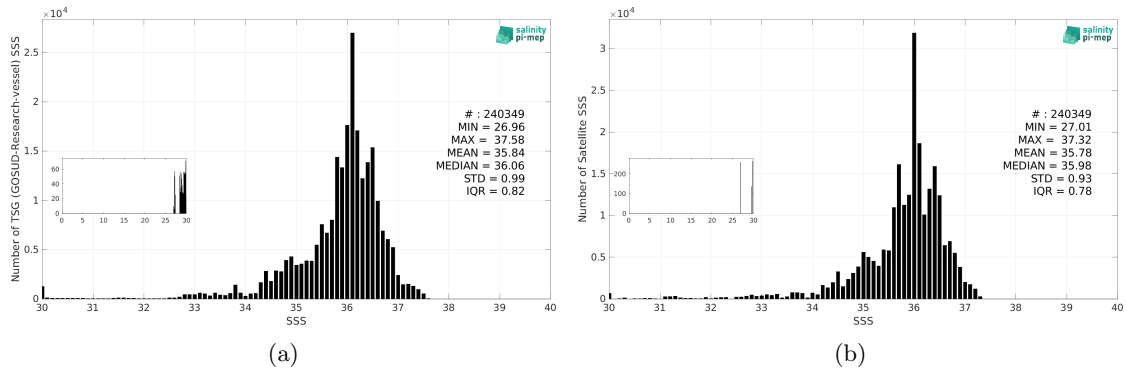 ×10⁴
2.5
2
1.5
1
0.5
0
Number of TSG (GOSUD-Research-vessel) SSS
salinity
pi-mep
# : 240349
MIN = 26.96
MAX = 37.58
MEAN = 35.84
MEDIAN = 36.06
STD = 0.99
IQR = 0.82
60
40
20
0
0 5 10 15 20 25 30
30 31 32 33 34 35 36 37 38 39 40
SSS
(a)
×10⁴
3
2.5
2
1.5
1
0.5
0
Number of Satellite SSS
salinity
pi-mep
# : 240349
MIN = 27.01
MAX = 37.32
MEAN = 35.78
MEDIAN = 35.98
STD = 0.93
IQR = 0.78
200
100
0
0 5 10 15 20 25 30
30 31 32 33 34 35 36 37 38 39 40
SSS
(b)